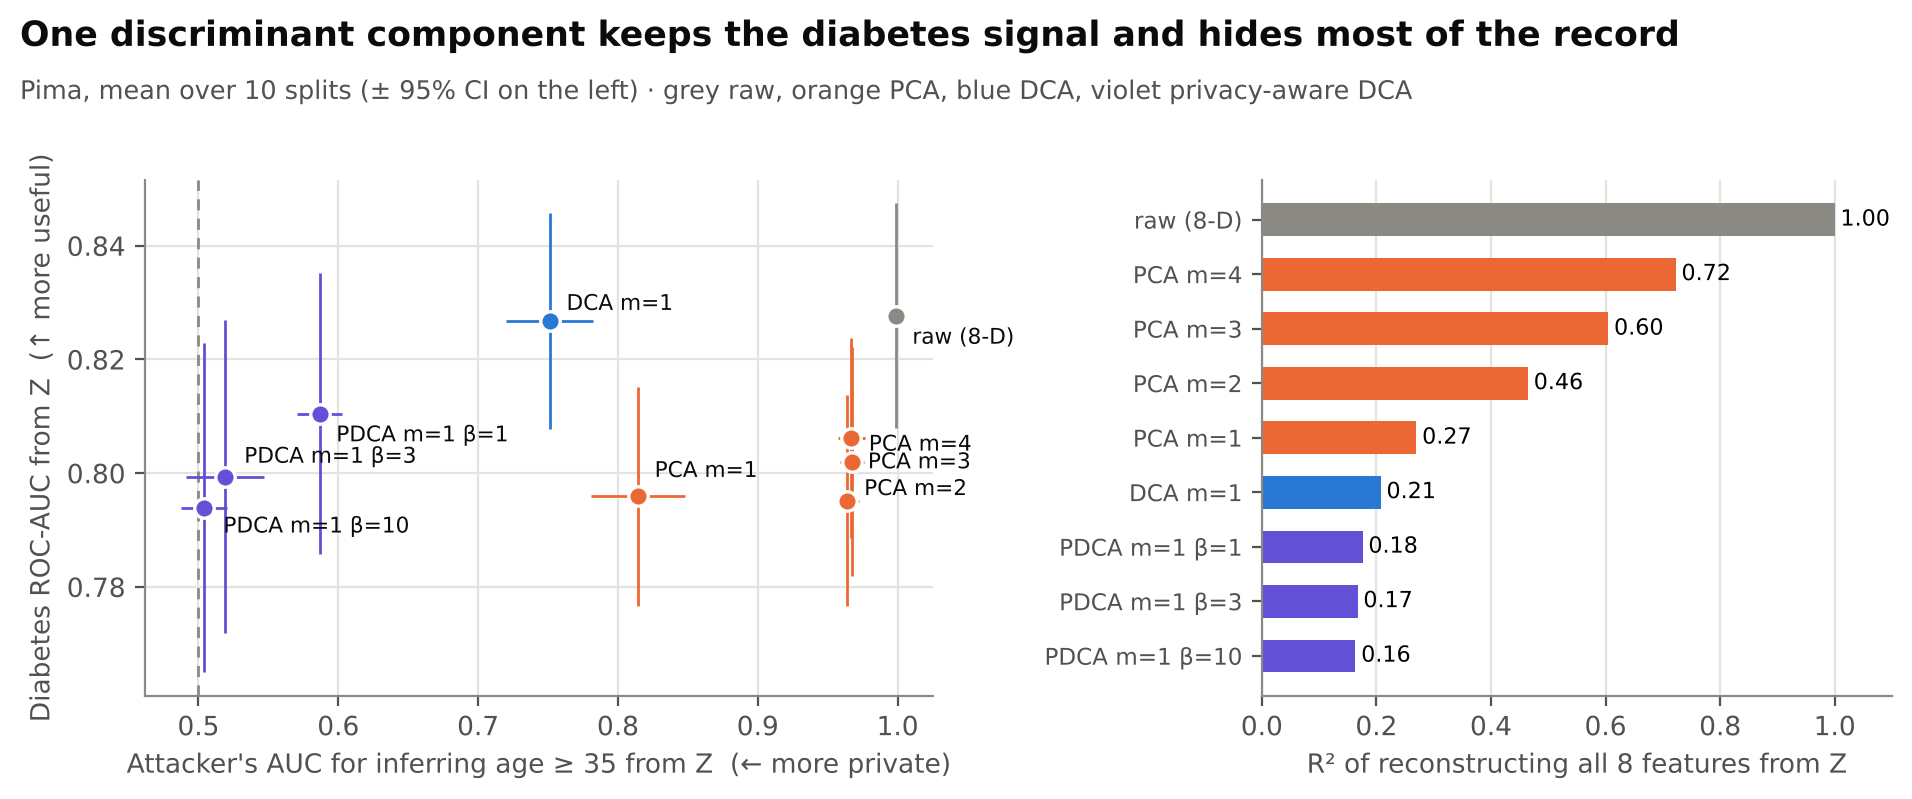 One discriminant component keeps the diabetes signal and hides most of the record
Pima, mean over 10 splits (± 95% CI on the left) · grey raw, orange PCA, blue DCA, violet privacy-aware DCA
Diabetes ROC-AUC from Z (↑ more useful)
0.84
0.82
0.80
0.78
DCA m=1
raw (8-D)
PDCA m=1 β=1
PDCA m=1 β=3
PDCA m=1 β=10
PCA m=1
PCA m=4
PCA m=3
PCA m=2
0.5 0.6 0.7 0.8 0.9 1.0
Attacker's AUC for inferring age ≥ 35 from Z (← more private)
raw (8-D) 1.00
PCA m=4 0.72
PCA m=3 0.60
PCA m=2 0.46
PCA m=1 0.27
DCA m=1 0.21
PDCA m=1 β=1 0.18
PDCA m=1 β=3 0.17
PDCA m=1 β=10 0.16
0.0 0.2 0.4 0.6 0.8 1.0
R² of reconstructing all 8 features from Z